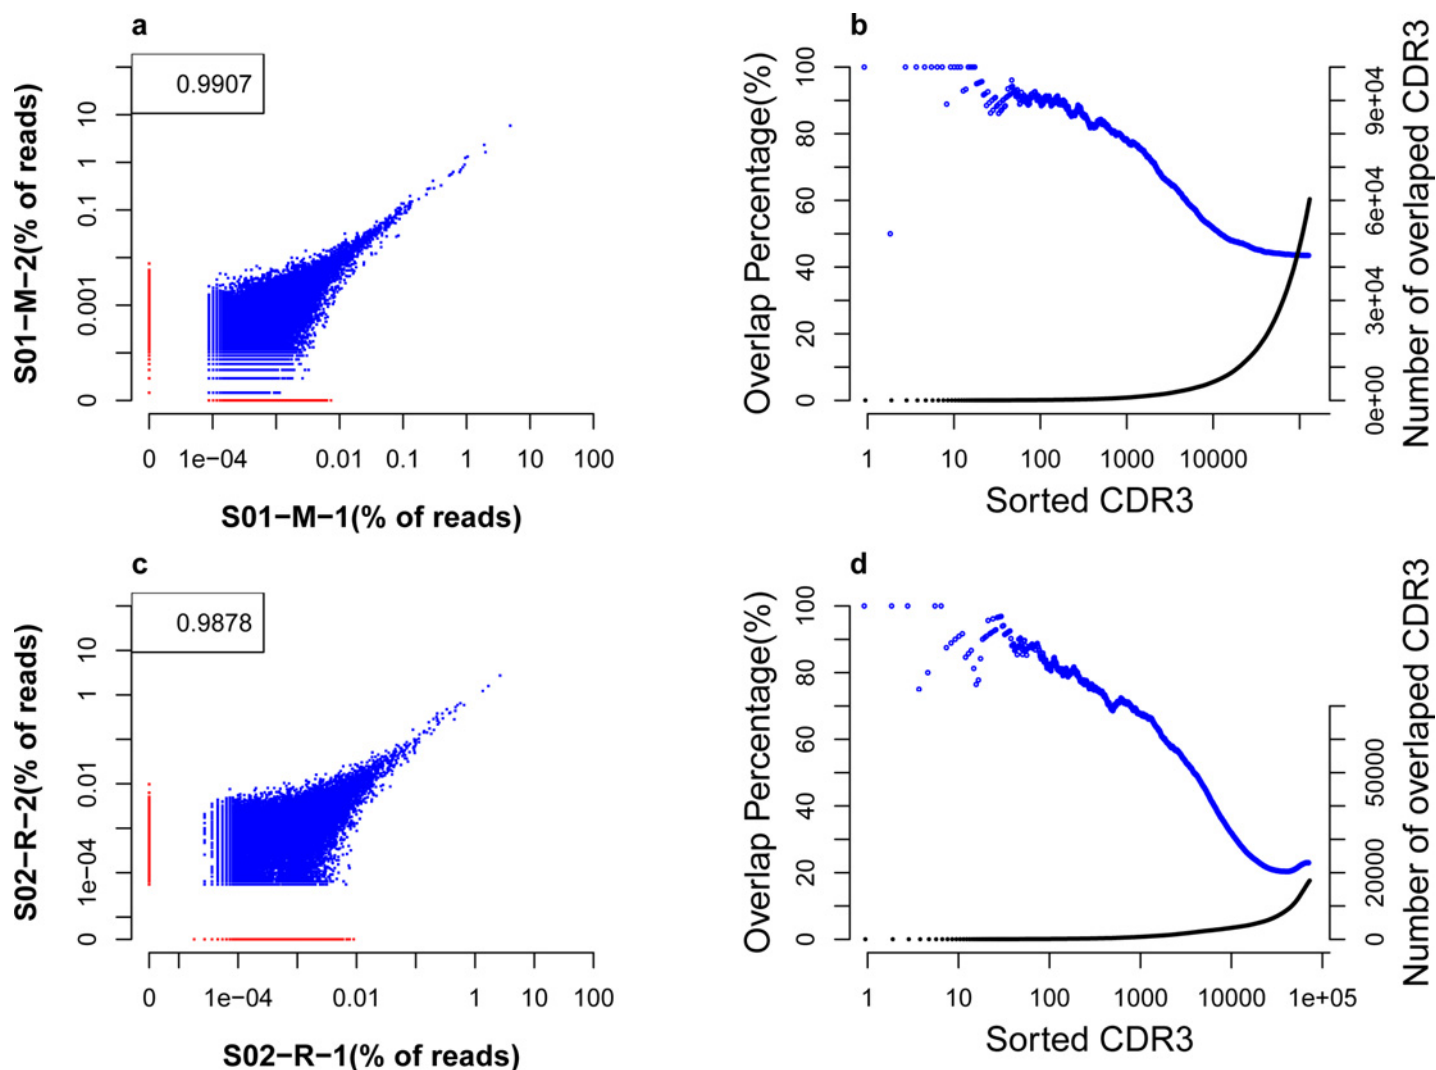 a
0.9907
S01−M−2(% of reads)
10
1
0.1
0.001
0
0
1e−04
0.01
0.1
1
10
100
S01−M−1(% of reads)
b
Overlap Percentage(%)
100
80
60
40
20
0
Number of overlaped CDR3
9e+04
6e+04
3e+04
0e+00
1
10
100
1000
10000
Sorted CDR3
c
0.9878
S02−R−2(% of reads)
10
1
0.01
1e−04
0
0
1e−04
0.01
1
10
100
S02−R−1(% of reads)
d
Overlap Percentage(%)
100
80
60
40
20
0
Number of overlaped CDR3
50000
20000
0
1
10
100
1000
10000
1e+05
Sorted CDR3